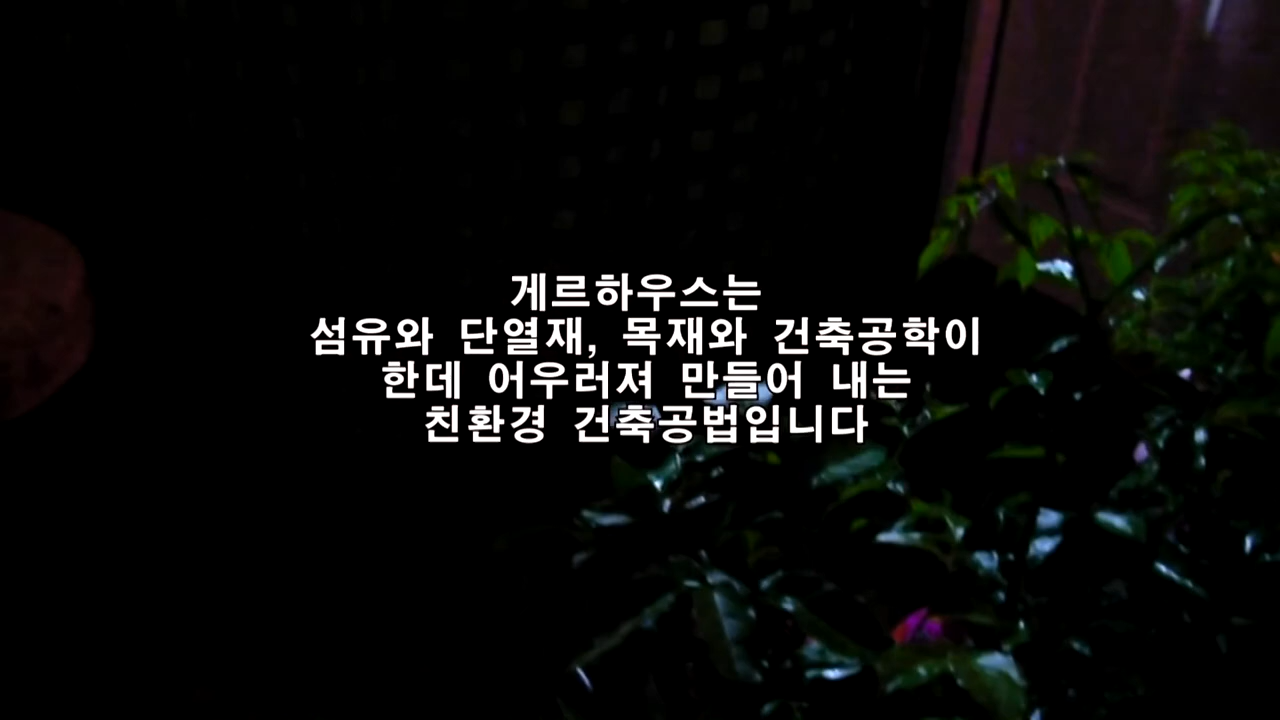 게르하우스는
섬유와 단열재, 목재와 건축공학이
한데 어우러져 만들어 내는
친환경 건축공법입니다